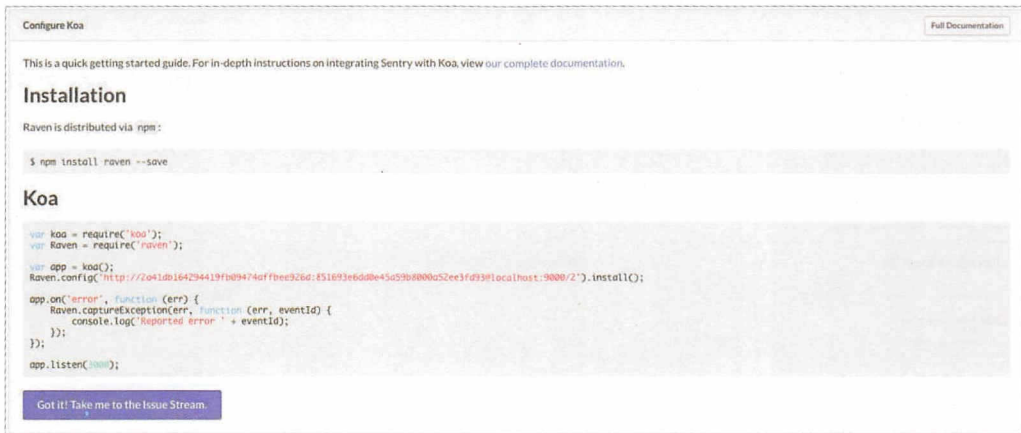 Configure Koa
Full Documentation
This is a quick getting started guide. For in-depth instructions on integrating Sentry with Koa, view our complete documentation.
Installation
Raven is distributed via npm :
$ npm install raven --save
Koa
var koa = require('koa');
var Raven = require('raven');
var app = koa();
Raven.config('http://2o41db164294419fb09474affbee926d:851693e6dd0e45d59b8000a52ee3fd93@localhost:9000/2').install();
app.on('error', function (err) {
Raven.captureException(err, function (err, eventId) {
console.log('Reported error ' + eventId);
});
});
app.listen(3000);
Got it! Take me to the Issue Stream.